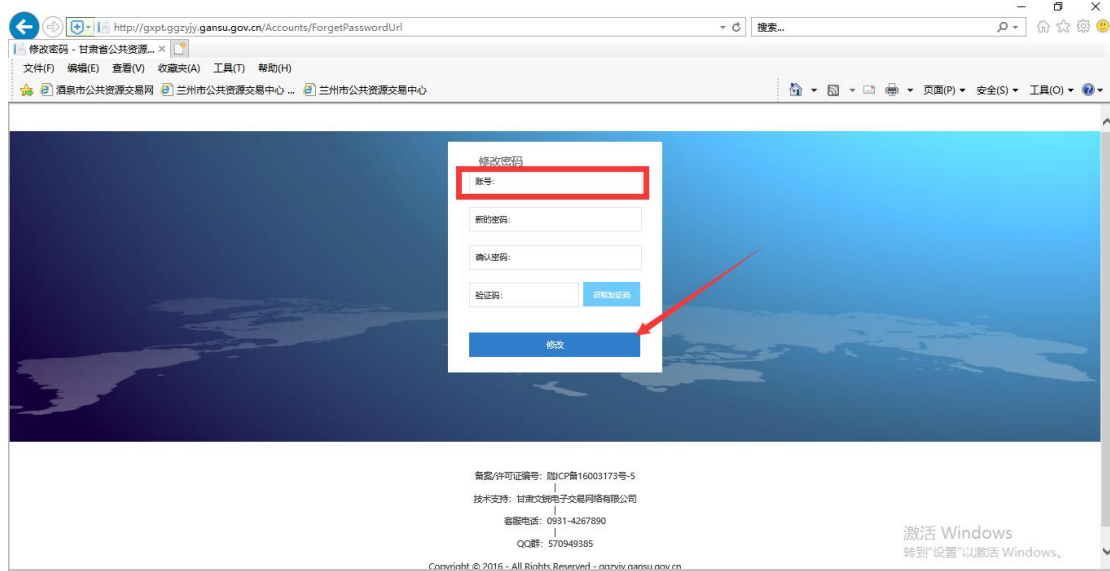 http://gxpt.ggzyjy.gansu.gov.cn/Accounts/ForgetPasswordUrl
搜索...
修改密码 - 甘肃省公共资源...
文件(F) 编辑(E) 查看(V) 收藏夹(A) 工具(T) 帮助(H)
酒泉市公共资源交易网 兰州市公共资源交易中心 ... 兰州市公共资源交易中心
页面(P) 安全(S) 工具(O)
修改密码
账号:
新的密码:
确认密码:
验证码: 获取验证码
修改
备案/许可证编号: 陇ICP备16003173号-5
|
技术支持: 甘肃文锐电子交易网络有限公司
|
客服电话: 0931-4267890
|
QQ群: 570949385
Copyright © 2016 - All Rights Reserved - ggzyjy.gansu.gov.cn
激活 Windows
转到"设置"以激活 Windows。